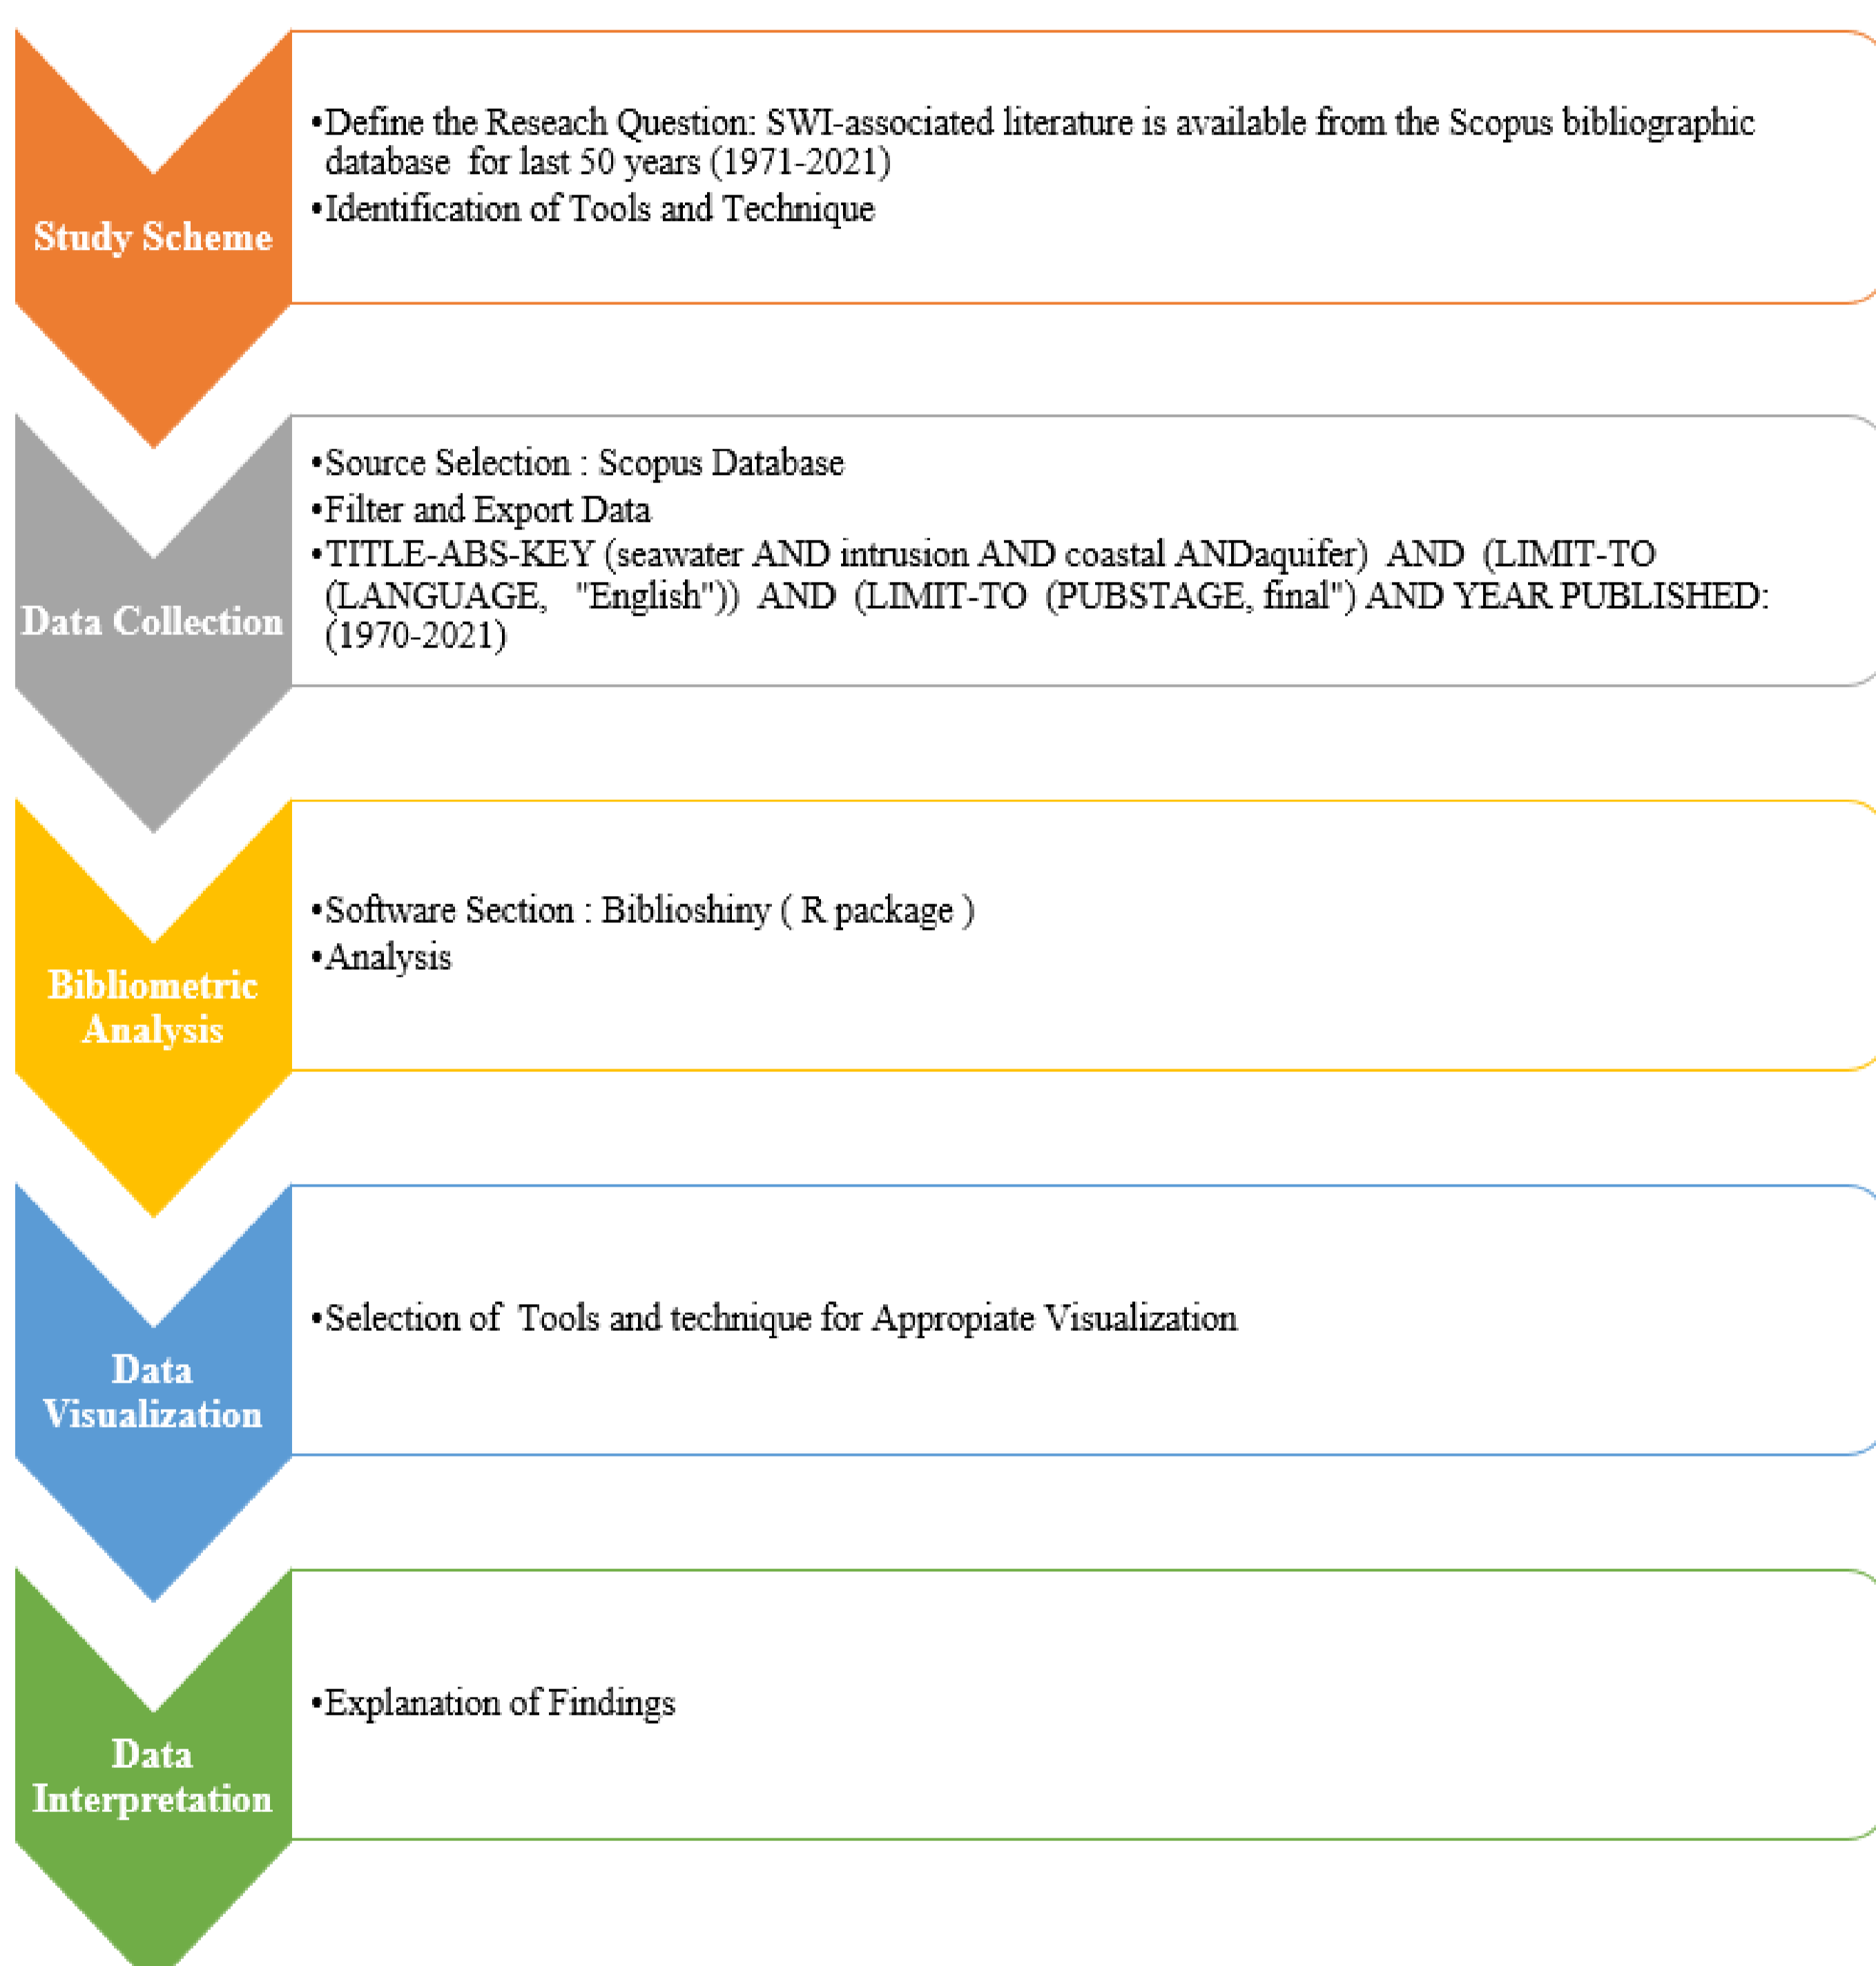 Study Scheme
•Define the Reseach Question: SWI-associated literature is available from the Scopus bibliographic
database for last 50 years (1971-2021)
•Identification of Tools and Technique
Data Collection
•Source Selection : Scopus Database
•Filter and Export Data
•TITLE-ABS-KEY (seawater AND intrusion AND coastal ANDaquifer) AND (LIMIT-TO
(LANGUAGE, "English")) AND (LIMIT-TO (PUBSTAGE, final") AND YEAR PUBLISHED:
(1970-2021)
Bibliometric
Analysis
•Software Section : Biblioshiny ( R package )
•Analysis
Data
Visualization
•Selection of Tools and technique for Appropiate Visualization
Data
Interpretation
•Explanation of Findings